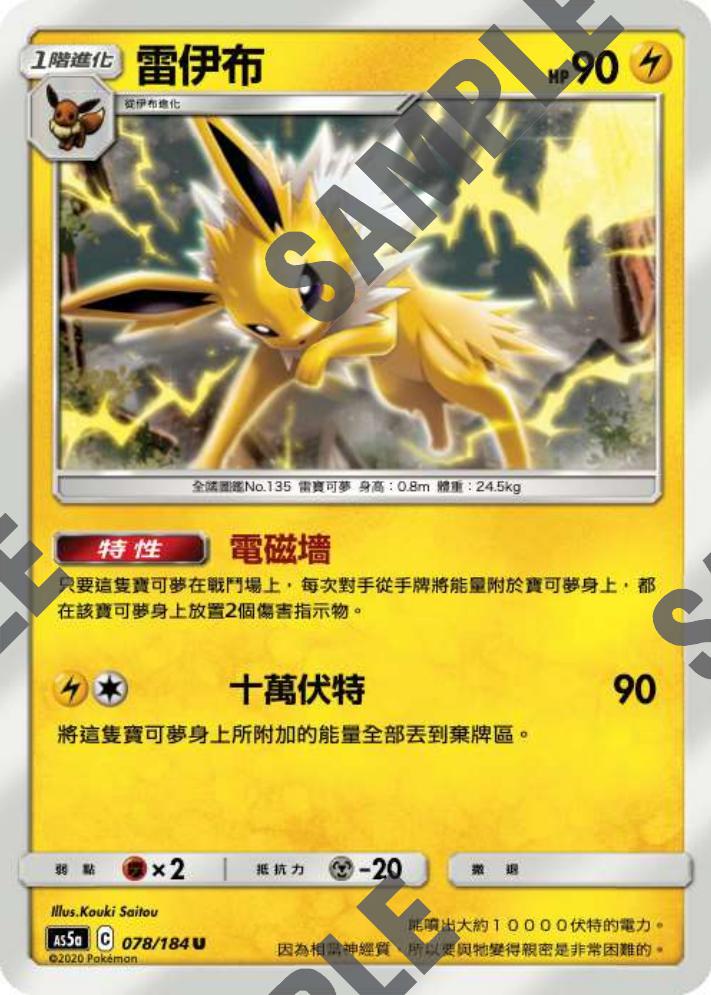 1階進化
雷伊布
HP90
從伊布進化
SAMPLE
全國圖鑑No.135 雷寶可夢 身高：0.8m 體重：24.5kg
特性 電磁墻
只要這隻寶可夢在戰鬥場上，每次對手從手牌將能量附於寶可夢身上，都
在該寶可夢身上放置2個傷害指示物。
十萬伏特 90
將這隻寶可夢身上所附加的能量全部丟到棄牌區。
弱點 ×2 抵抗力 -20 撤退
Illus.Kouki Saitou
AS5a C 078/184 U
©2020 Pokémon
能噴出大約１００００伏特的電力。
因為相當神經質，所以要與牠變得親密是非常困難的。